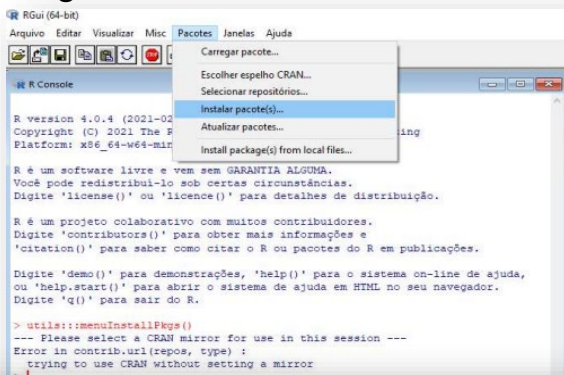 RGui (64-bit)
Arquivo Editar Visualizar Misc Pacotes Janelas Ajuda
Carregar pacote...
Escolher espelho CRAN...
Selecionar repositórios...
Instalar pacote(s)...
Atualizar pacotes...
Install package(s) from local files...
R Console
R version 4.0.4 (2021-02
Copyright (C) 2021 The R
Platform: x86_64-w64-min
R é um software livre e vem sem GARANTIA ALGUMA.
Você pode redistribuí-lo sob certas circunstâncias.
Digite 'license()' ou 'licence()' para detalhes de distribuição.
R é um projeto colaborativo com muitos contribuidores.
Digite 'contributors()' para obter mais informações e
'citation()' para saber como citar o R ou pacotes do R em publicações.
Digite 'demo()' para demonstrações, 'help()' para o sistema on-line de ajuda,
ou 'help.start()' para abrir o sistema de ajuda em HTML no seu navegador.
Digite 'q()' para sair do R.
> utils:::menuInstallPkgs()
--- Please select a CRAN mirror for use in this session ---
Error in contrib.url(repos, type) :
trying to use CRAN without setting a mirror